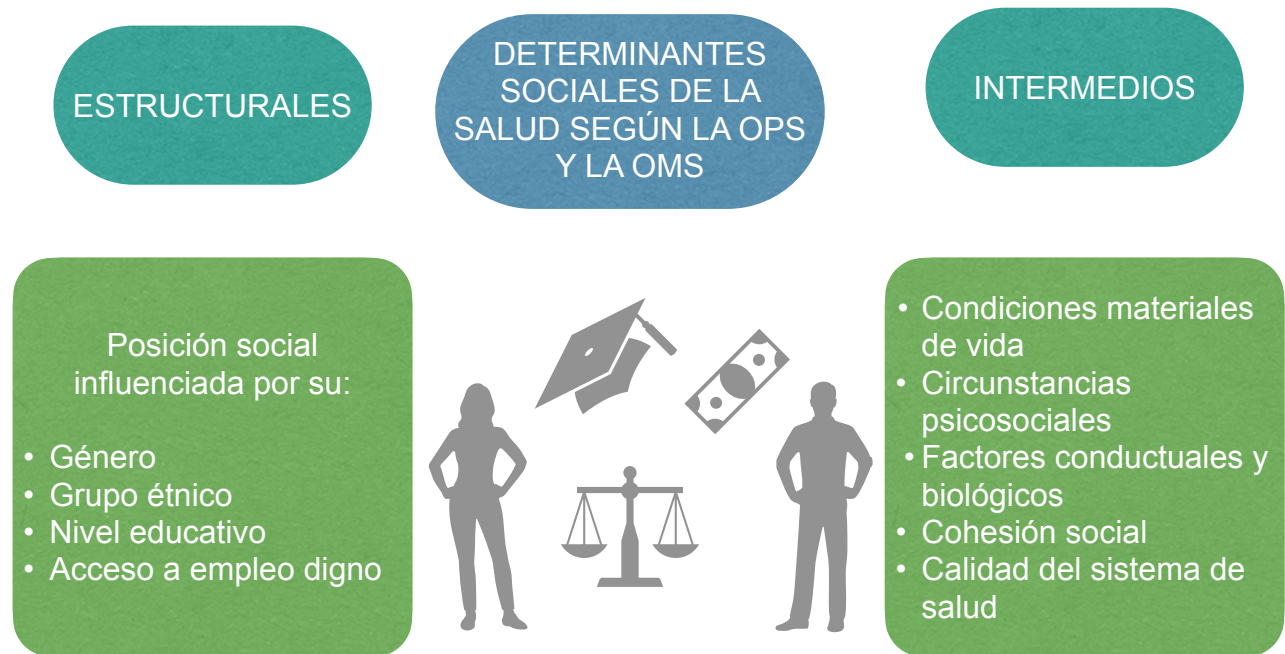 ESTRUCTURALES
DETERMINANTES
SOCIALES DE LA
SALUD SEGÚN LA OPS
Y LA OMS
INTERMEDIOS
Posición social
influenciada por su:
• Género
• Grupo étnico
• Nivel educativo
• Acceso a empleo digno
• Condiciones materiales
de vida
• Circunstancias
psicosociales
• Factores conductuales y
biológicos
• Cohesión social
• Calidad del sistema de
salud